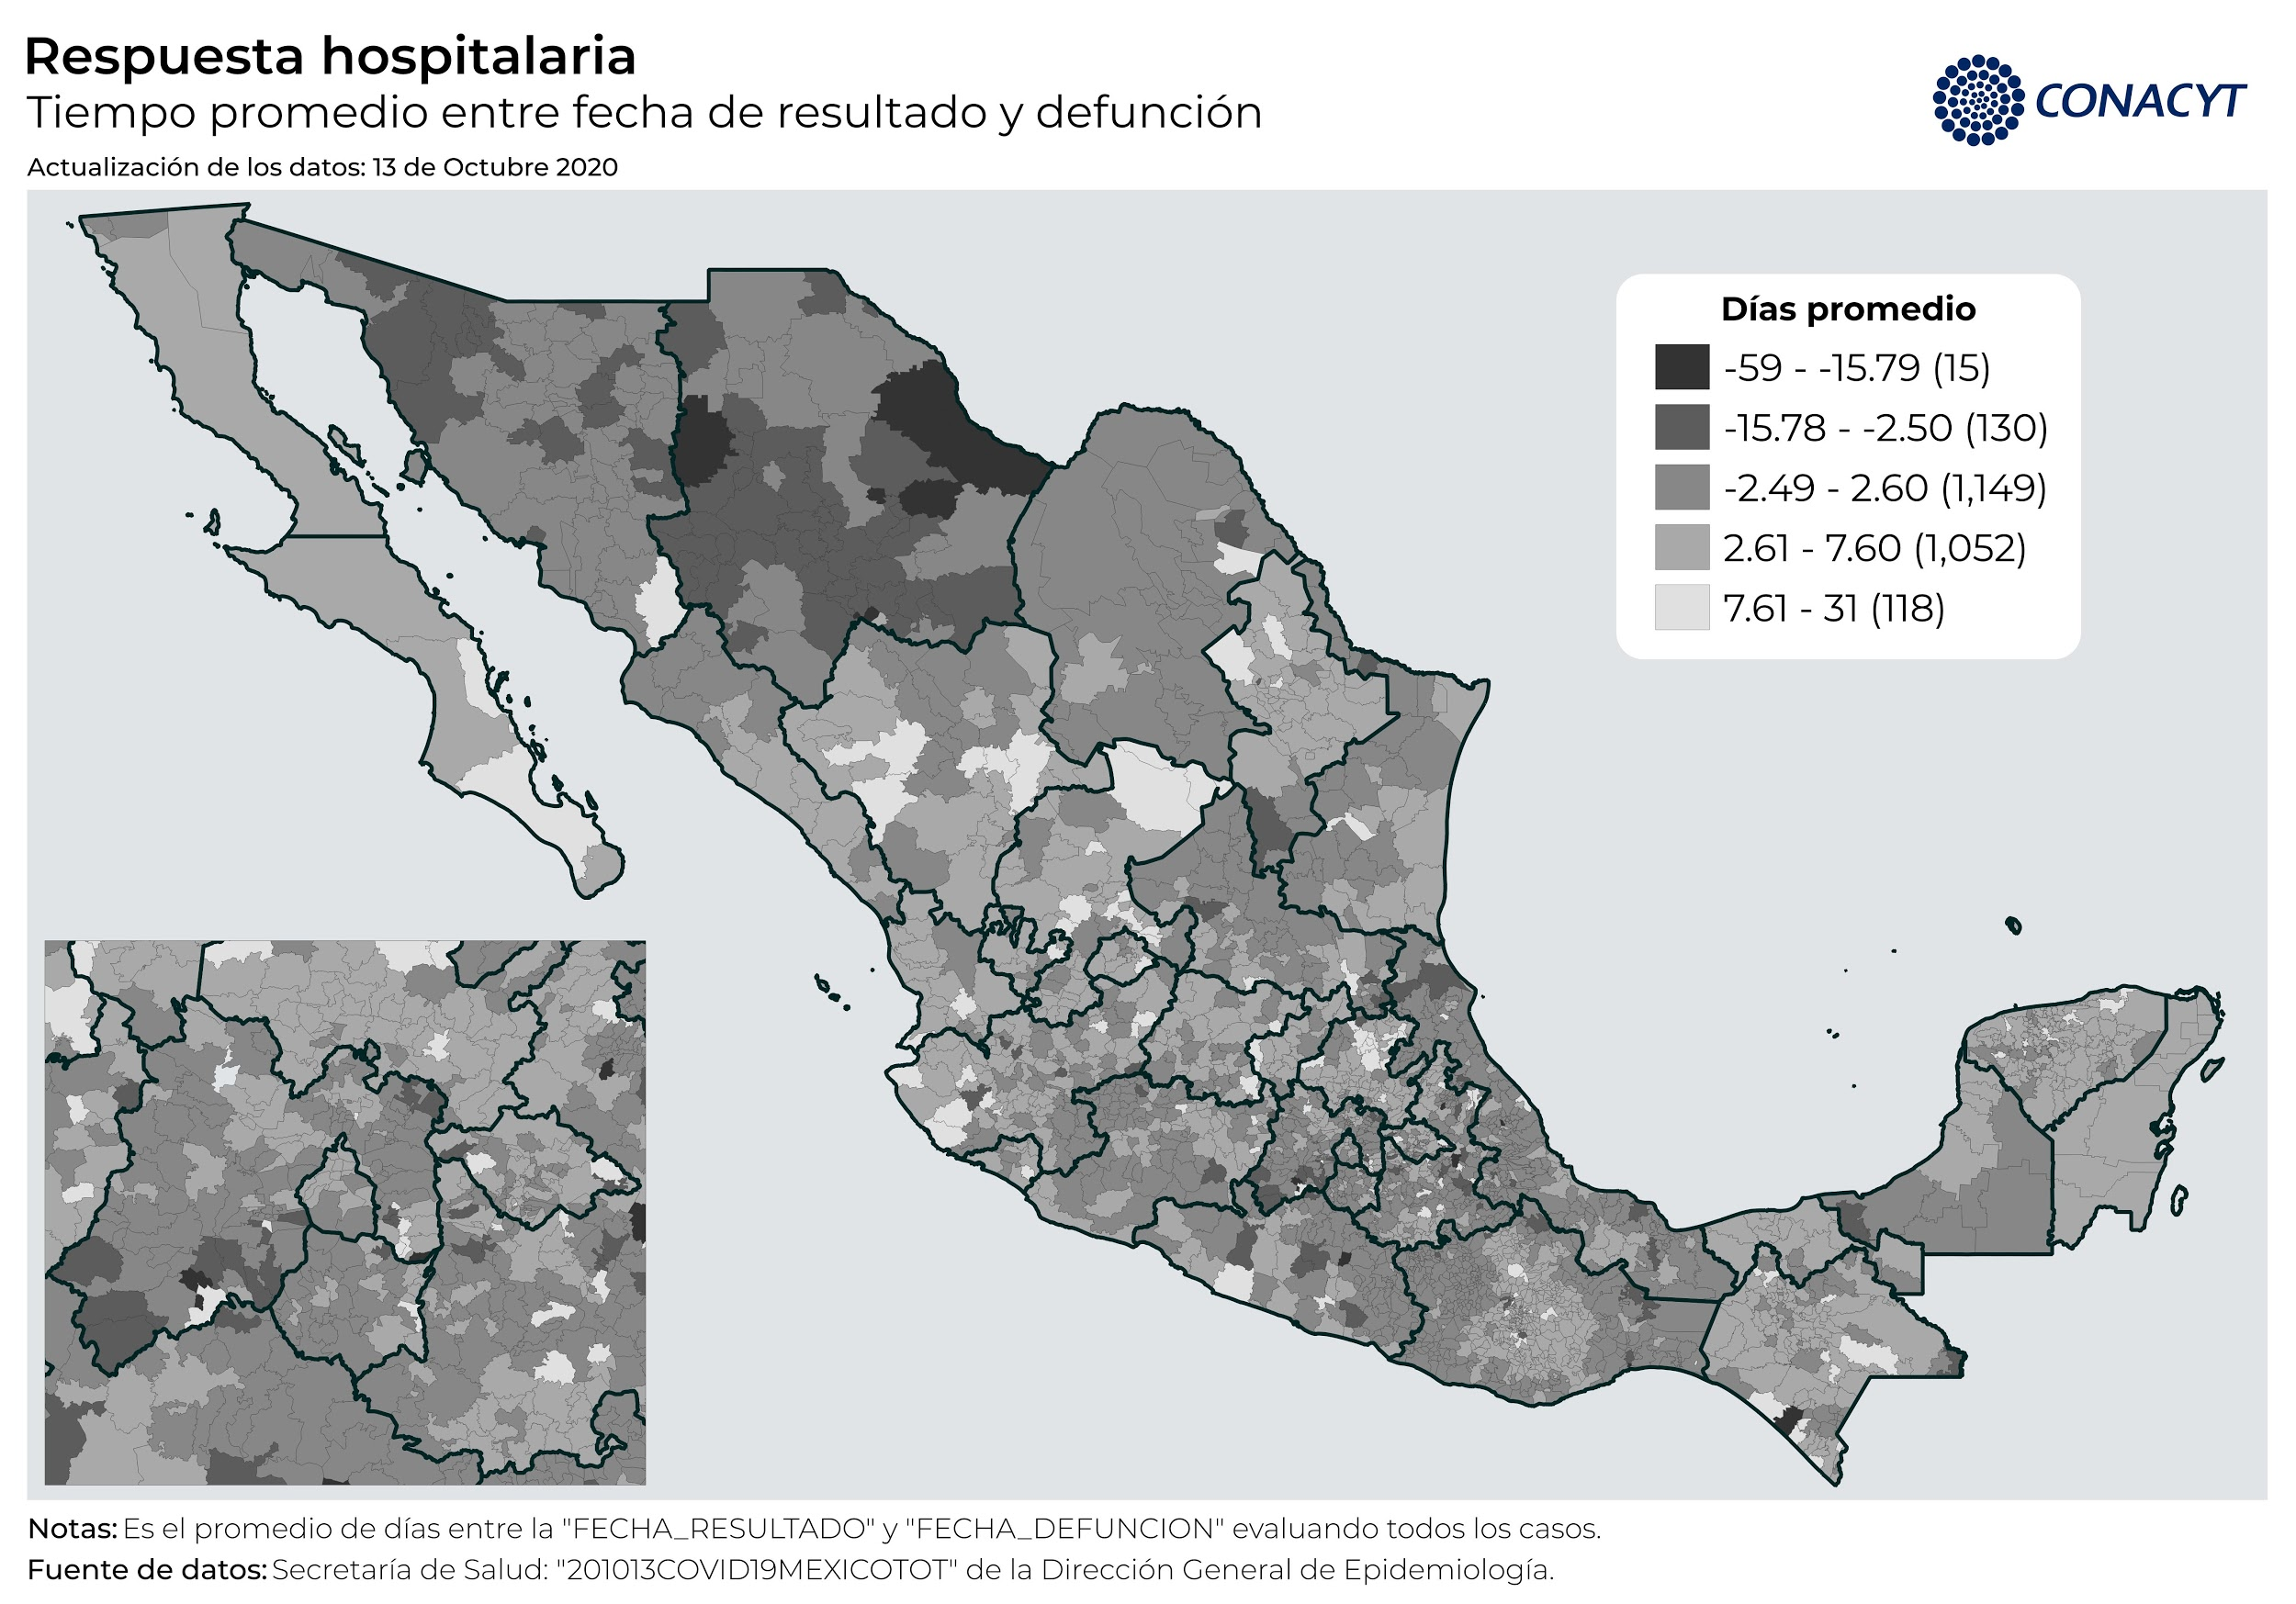 Respuesta hospitalaria
Tiempo promedio entre fecha de resultado y defunción
Actualización de los datos: 13 de Octubre 2020
CONACYT
Días promedio
-59 - -15.79 (15)
-15.78 - -2.50 (130)
-2.49 - 2.60 (1,149)
2.61 - 7.60 (1,052)
7.61 - 31 (118)
Notas: Es el promedio de días entre la "FECHA_RESULTADO" y "FECHA_DEFUNCION" evaluando todos los casos.
Fuente de datos: Secretaría de Salud: "201013COVID19MEXICOTOT" de la Dirección General de Epidemiología.